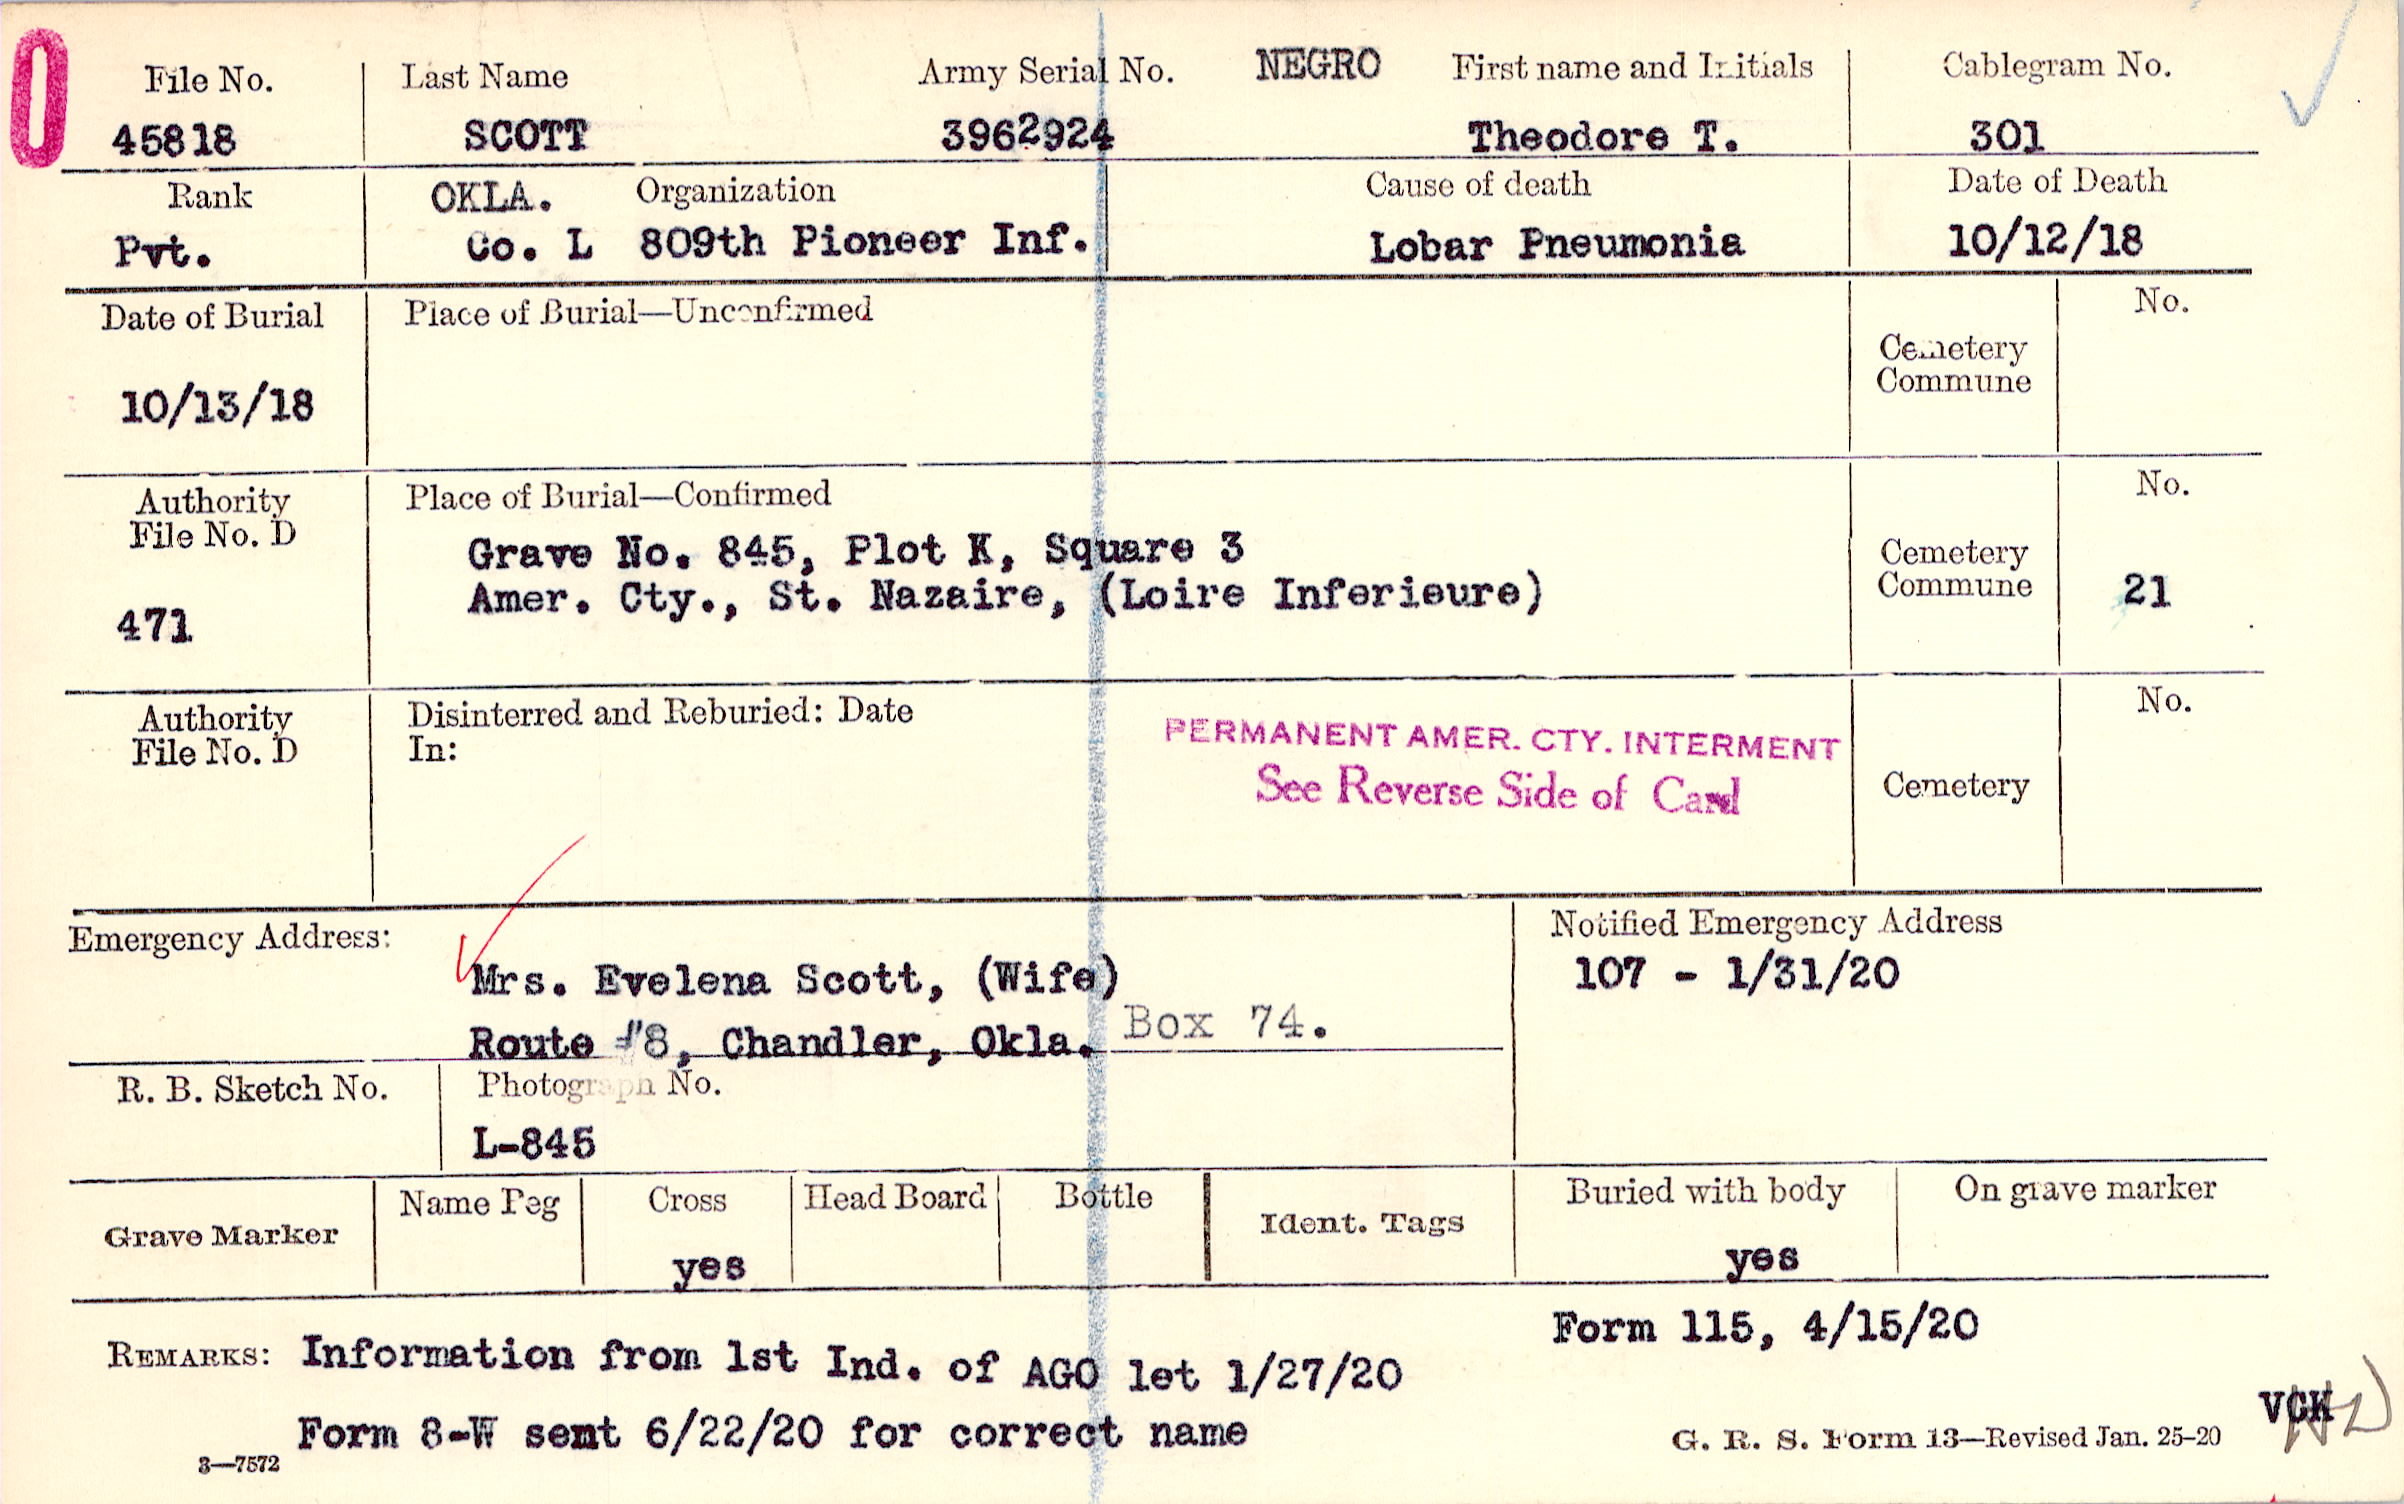 0
File No. Last Name Army Serial No. NEGRO First name and Initials Cablegram No.
45818 SCOTT 3962924 Theodore T. 301
Rank OKLA. Organization Cause of death Date of Death
Pvt. Co. L 809th Pioneer Inf. Lobar Pneumonia 10/12/18
Date of Burial Place of Burial—Unconfirmed No.
Cemetery
Commune
10/13/18
Authority Place of Burial—Confirmed No.
File No. D
Grave No. 845, Plot K, Square 3 Cemetery
Amer. Cty., St. Nazaire, (Loire Inferieure) Commune 21
471
Authority Disinterred and Reburied: Date No.
File No. D In:
PERMANENT AMER. CTY. INTERMENT
See Reverse Side of Card Cemetery
Emergency Address: Notified Emergency Address
Mrs. Evelena Scott, (Wife) 107 - 1/31/20
Route #8, Chandler, Okla. Box 74.
R. B. Sketch No. Photograph No.
L-845
Grave Marker Name Peg Cross Head Board Bottle Ident. Tags Buried with body On grave marker
yes yes
Form 115, 4/15/20
REMARKS: Information from 1st Ind. of AGO let 1/27/20
Form 8-W sent 6/22/20 for correct name
VGK
3—7572 G. R. S. Form 13—Revised Jan. 25-20